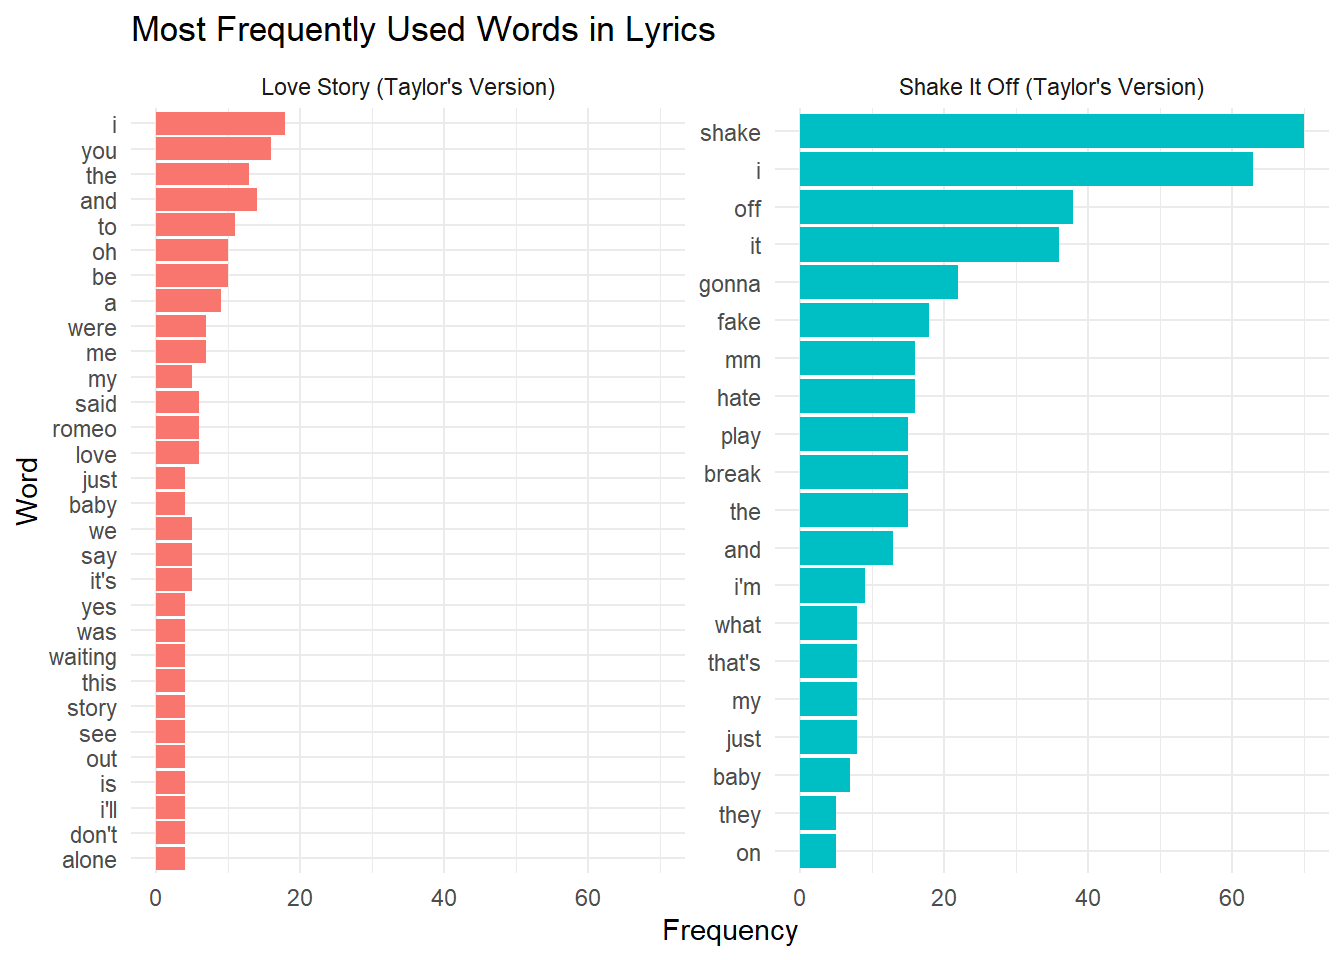 Most Frequently Used Words in Lyrics
Love Story (Taylor's Version)
Shake It Off (Taylor's Version)
Word
i
you
the
and
to
oh
be
a
were
me
my
said
romeo
love
just
baby
we
say
it's
yes
was
waiting
this
story
see
out
is
i'll
don't
alone
0 20 40 60
shake
i
off
it
gonna
fake
mm
hate
play
break
the
and
i'm
what
that's
my
just
baby
they
on
0 20 40 60
Frequency